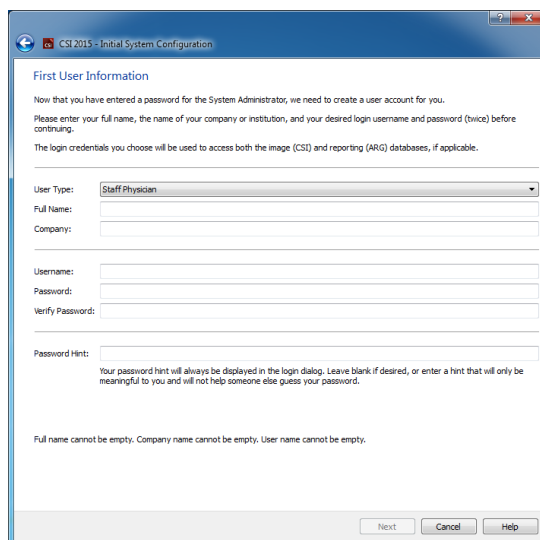 ? X
CSI CSI 2015 - Initial System Configuration
First User Information
Now that you have entered a password for the System Administrator, we need to create a user account for you.
Please enter your full name, the name of your company or institution, and your desired login username and password (twice) before
continuing.
The login credentials you choose will be used to access both the image (CSI) and reporting (ARG) databases, if applicable.
User Type: Staff Physician
Full Name:
Company:
Username:
Password:
Verify Password:
Password Hint:
Your password hint will always be displayed in the login dialog. Leave blank if desired, or enter a hint that will only be
meaningful to you and will not help someone else guess your password.
Full name cannot be empty. Company name cannot be empty. User name cannot be empty.
Next Cancel Help